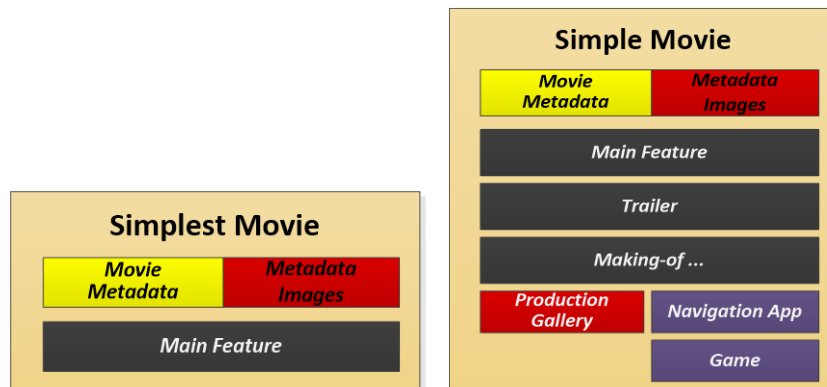 Simplest Movie
Movie
Metadata
Metadata
Images
Main Feature
Simple Movie
Movie
Metadata
Metadata
Images
Main Feature
Trailer
Making-of ...
Production
Gallery
Navigation App
Game